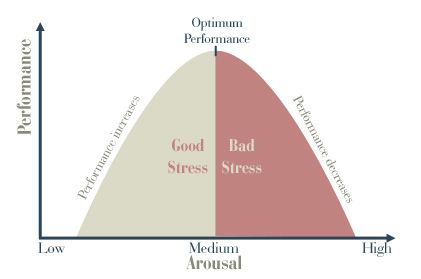 Optimum
Performance
Performance
Performance increases
Performance decreases
Good
Stress
Bad
Stress
Low
Medium
High
Arousal